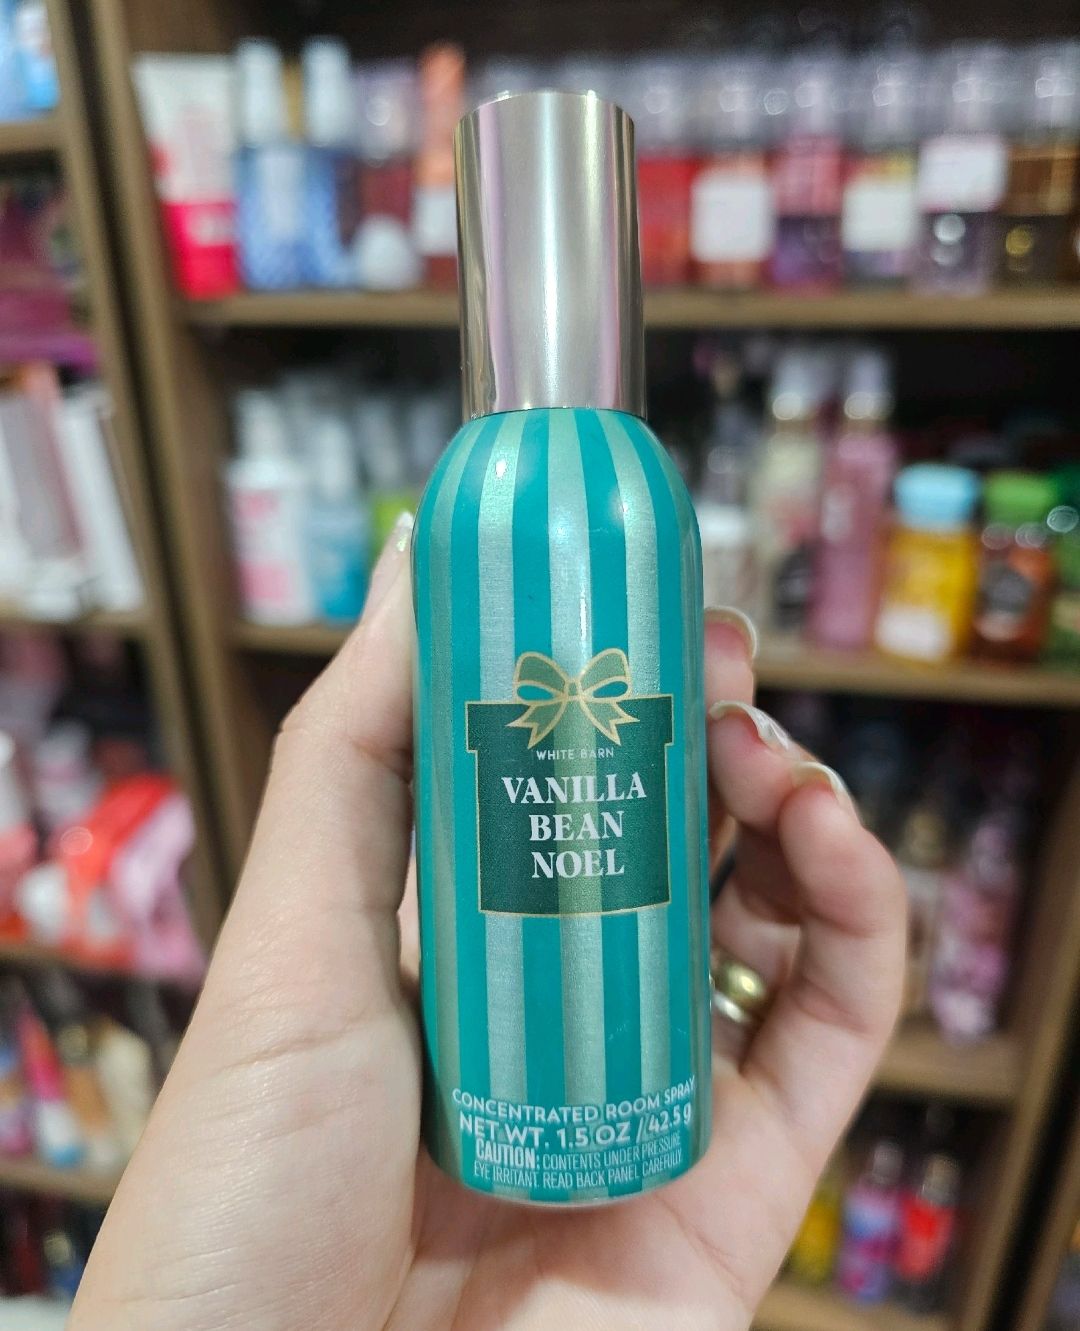 WHITE BARN
VANILLA
BEAN
NOEL
CONCENTRATED ROOM SPRAY
NET WT. 1.5 OZ / 42.5 g
CAUTION: CONTENTS UNDER PRESSURE
EYE IRRITANT. READ BACK PANEL CAREFULLY